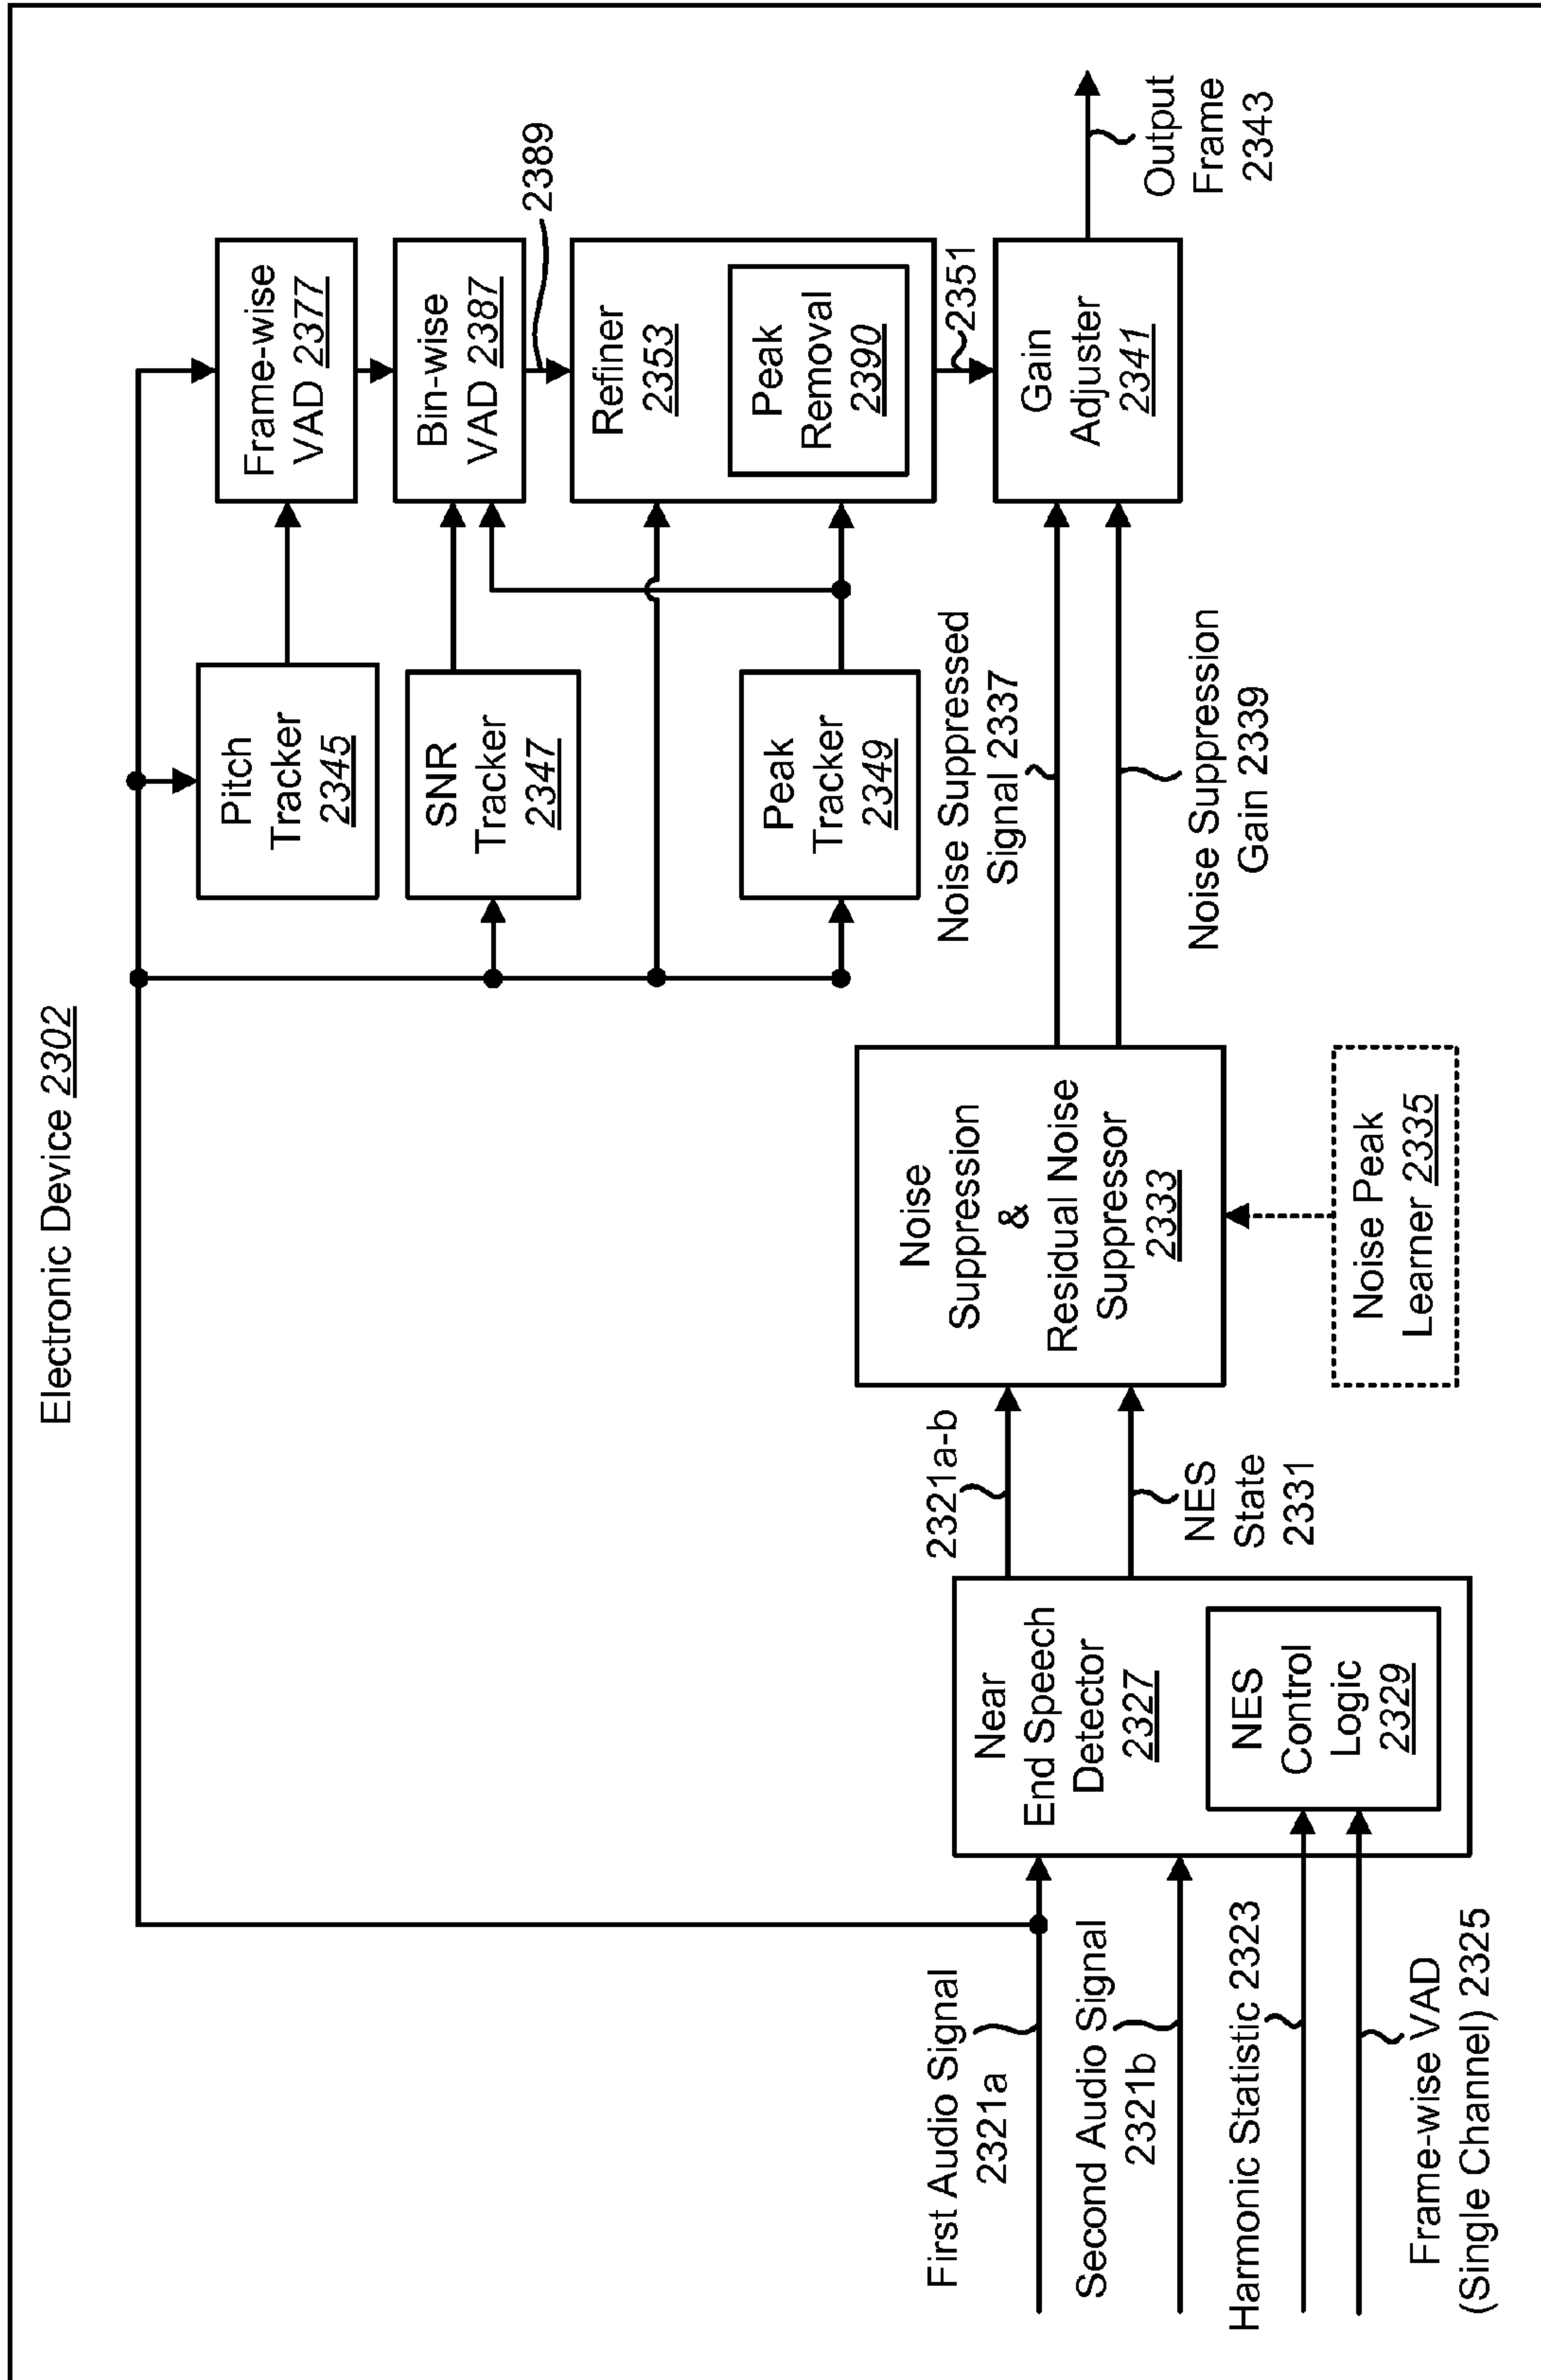 Electronic Device 2302
Pitch
Tracker
2345
Frame-wise
VAD 2377
SNR
Tracker
2347
Bin-wise
VAD 2387
2389
Refiner
2353
Peak
Removal
2390
Peak
Tracker
2349
2351
Noise Suppressed
Signal 2337
Gain
Adjuster
2341
Output
Frame
2343
Noise Suppression
Gain 2339
First Audio Signal
2321a
Second Audio Signal
2321b
Harmonic Statistic 2323
Frame-wise VAD
(Single Channel) 2325
Near
End Speech
Detector
2327
NES
Control
Logic
2329
2321a-b
NES
State
2331
Noise
Suppression
&
Residual Noise
Suppressor
2333
Noise Peak
Learner 2335